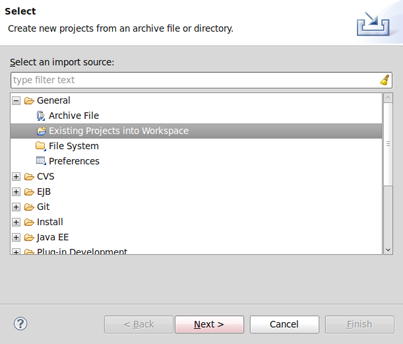 Select
Create new projects from an archive file or directory.
Select an import source:
type filter text
General
Archive File
Existing Projects into Workspace
File System
Preferences
CVS
EJB
Git
Install
Java EE
Plug-in Development
?
< Back
Next >
Cancel
Finish